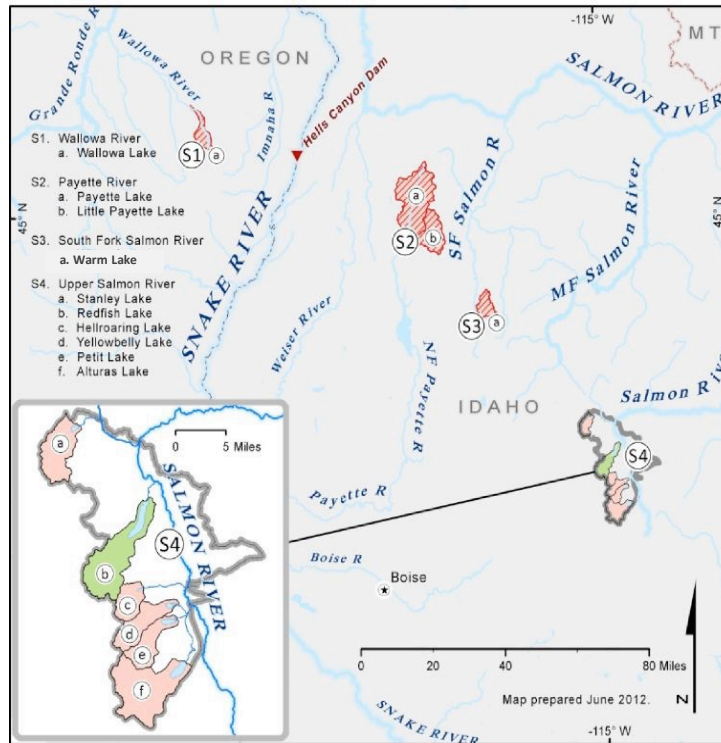 -115° W
OREGON
MT
Grande Ronde R
Wallowa River
Imnaha R
Hells Canyon Dam
SALMON RIVER
S1. Wallowa River
a. Wallowa Lake
S2. Payette River
a. Payette Lake
b. Little Payette Lake
S3. South Fork Salmon River
a. Warm Lake
S4. Upper Salmon River
a. Stanley Lake
b. Redfish Lake
c. Hellroaring Lake
d. Yellowbelly Lake
e. Petit Lake
f. Alturas Lake
S1
a
45° N
45° N
SNAKE RIVER
a
S2
b
SF Salmon R
MF Salmon River
S3
a
Weiser River
NF Payette R
IDAHO
Salmon River
S4
Payette R
Boise R
Boise
a
0 5 Miles
SALMON RIVER
S4
b
c
d
e
f
0 20 40 80 Miles
Map prepared June 2012.
N
SNAKE RIVER
-115° W